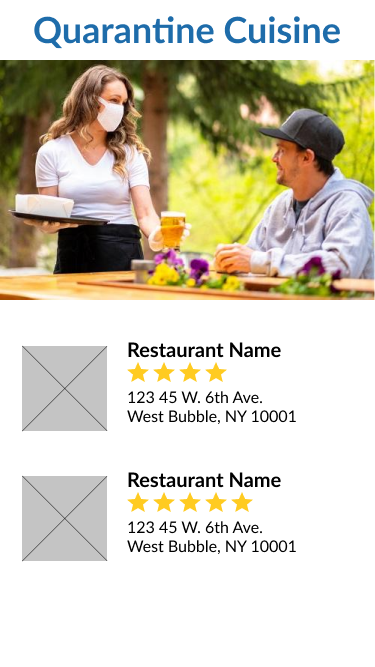 Quarantine Cuisine
Restaurant Name
123 45 W. 6th Ave.
West Bubble, NY 10001
Restaurant Name
123 45 W. 6th Ave.
West Bubble, NY 10001